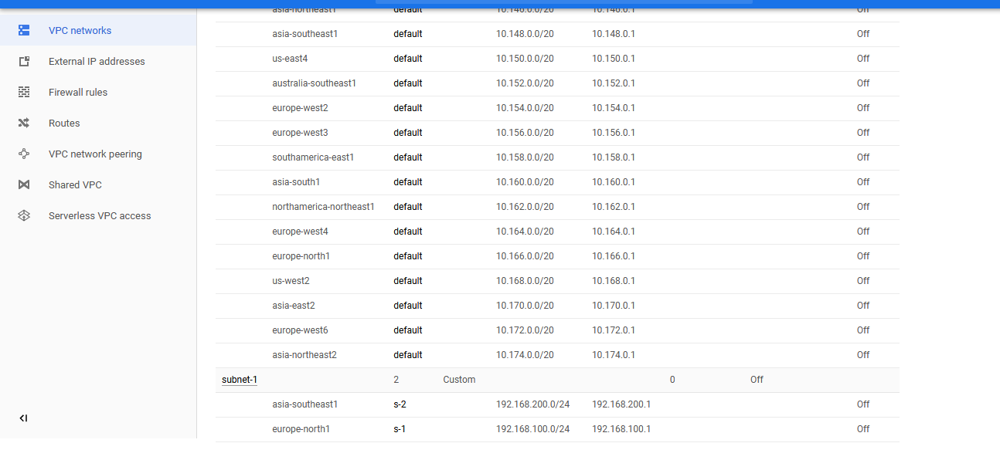 asia-northeast1 default 10.146.0.0/20 10.146.0.1 Off
VPC networks
External IP addresses
Firewall rules
Routes
VPC network peering
Shared VPC
Serverless VPC access
asia-southeast1 default 10.148.0.0/20 10.148.0.1 Off
us-east4 default 10.150.0.0/20 10.150.0.1 Off
australia-southeast1 default 10.152.0.0/20 10.152.0.1 Off
europe-west2 default 10.154.0.0/20 10.154.0.1 Off
europe-west3 default 10.156.0.0/20 10.156.0.1 Off
southamerica-east1 default 10.158.0.0/20 10.158.0.1 Off
asia-south1 default 10.160.0.0/20 10.160.0.1 Off
northamerica-northeast1 default 10.162.0.0/20 10.162.0.1 Off
europe-west4 default 10.164.0.0/20 10.164.0.1 Off
europe-north1 default 10.166.0.0/20 10.166.0.1 Off
us-west2 default 10.168.0.0/20 10.168.0.1 Off
asia-east2 default 10.170.0.0/20 10.170.0.1 Off
europe-west6 default 10.172.0.0/20 10.172.0.1 Off
asia-northeast2 default 10.174.0.0/20 10.174.0.1 Off
subnet-1 2 Custom 0 Off
asia-southeast1 s-2 192.168.200.0/24 192.168.200.1 Off
europe-north1 s-1 192.168.100.0/24 192.168.100.1 Off